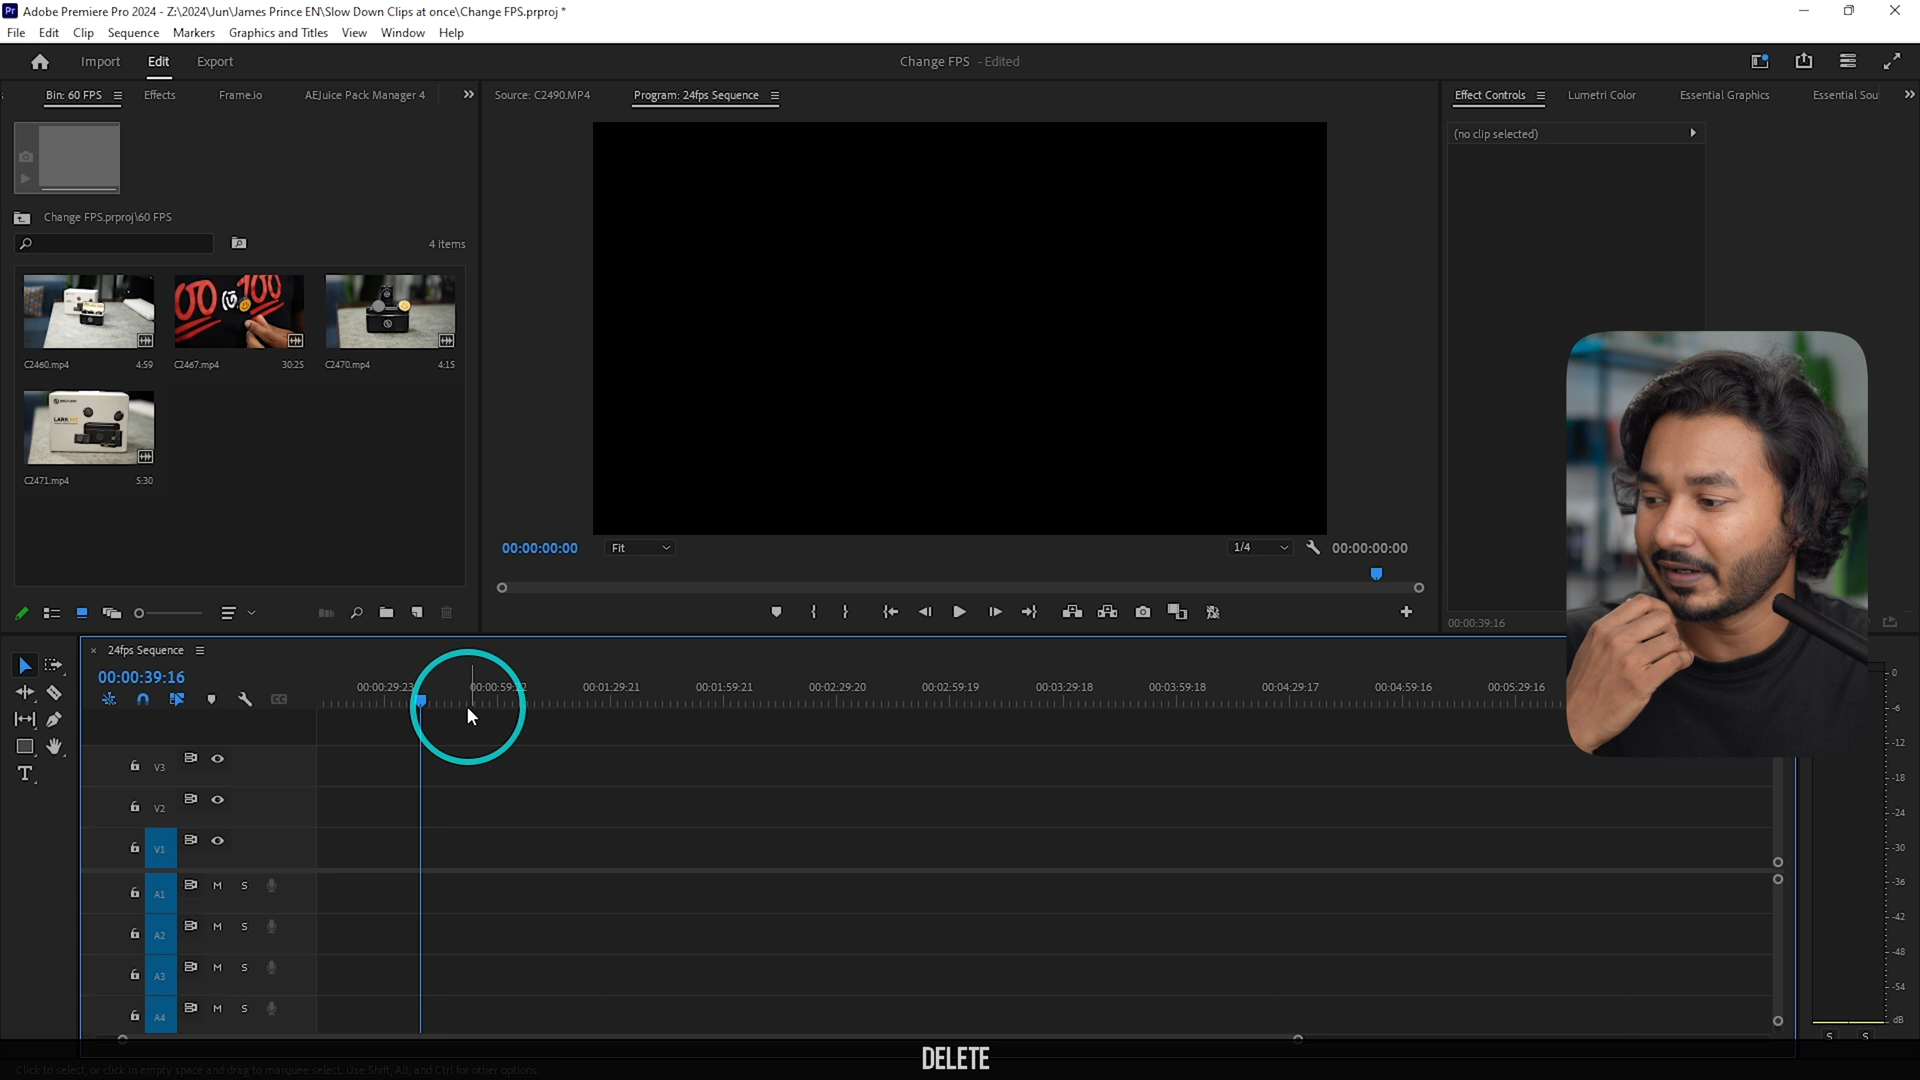 Pr Adobe Premiere Pro 2024 - Z:\2024\Jun\James Prince EN\Slow Down Clips at once\Change FPS.prproj *
File Edit Clip Sequence Markers Graphics and Titles View Window Help
Import Edit Export Change FPS - Edited
Bin: 60 FPS Effects Frame.io AEJuice Pack Manager 4
Source: C2490.MP4 Program: 24fps Sequence
Effect Controls Lumetri Color Essential Graphics Essential Sou
(no clip selected)
Change FPS.prproj\60 FPS
4 items
C2460.mp4 4:59 C2467.mp4 30:25 C2470.mp4 4:15
LARK
C2471.mp4 5:30
00:00:00:00 Fit 1/4 00:00:00:00
00:00:39:16
24fps Sequence
00:00:39:16
00:00:29:23 00:00:59:22 00:01:29:21 00:01:59:21 00:02:29:20 00:02:59:19 00:03:29:18 00:03:59:18 00:04:29:17 00:04:59:16 00:05:29:16
V3
V2
V1
A1 M S
A2 M S
A3 M S
A4 M S
0
-6
-12
-18
-24
-30
-36
-42
-48
-54
dB
S S
DELETE
Click to select, or click in empty space and drag to marquee select. Use Shift, Alt, and Ctrl for other options.